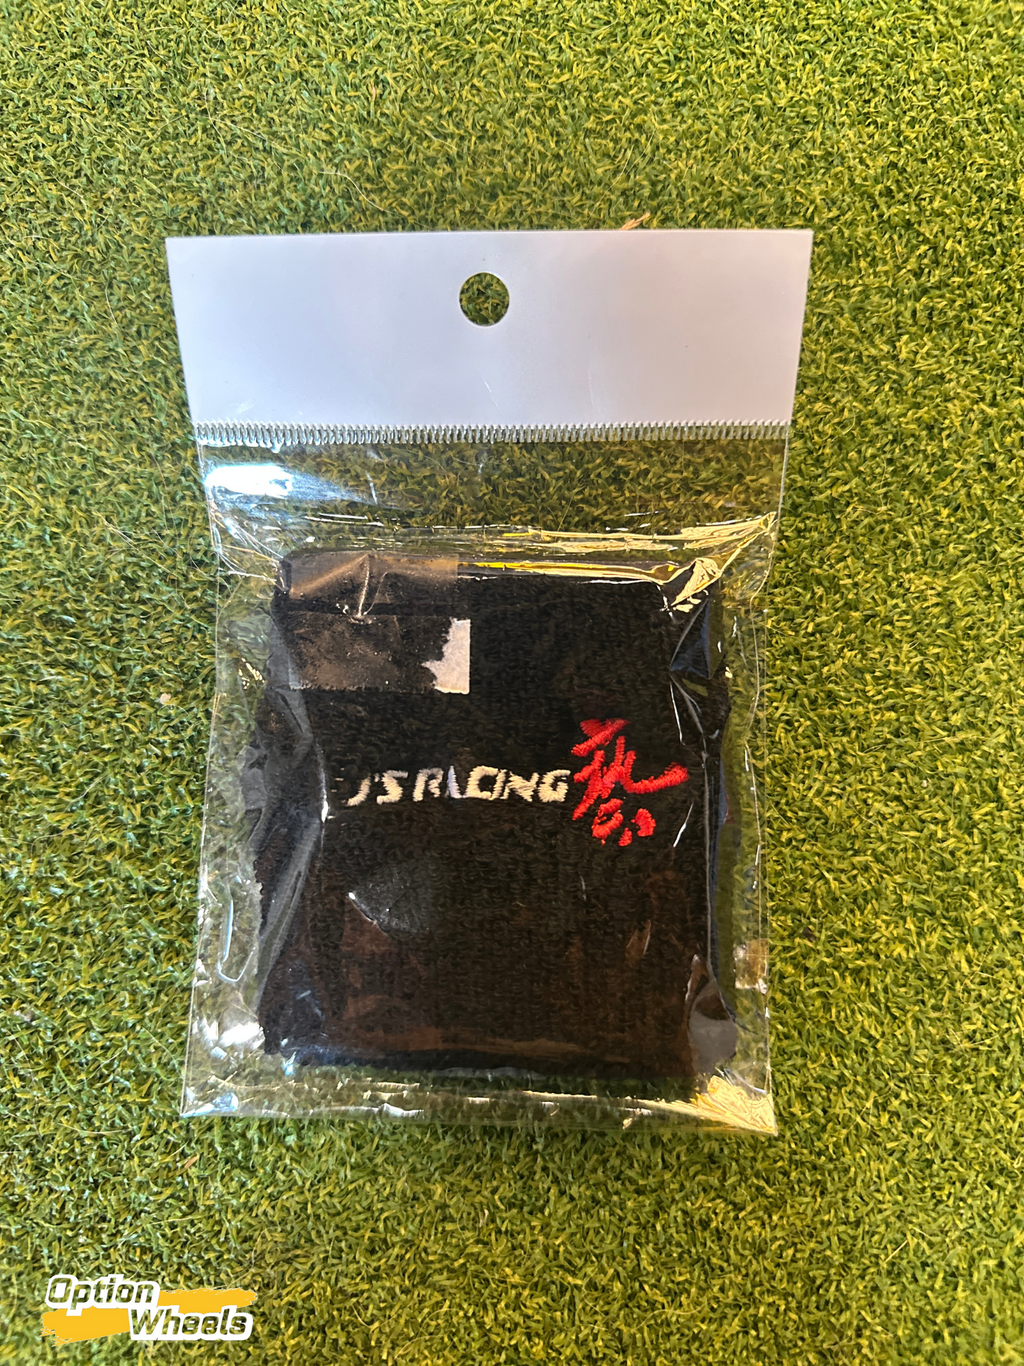 J'S RACING
Option
Wheels